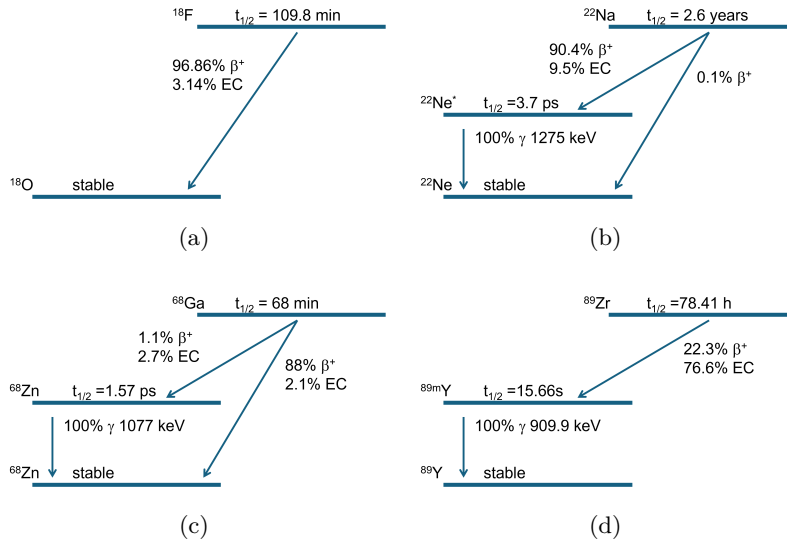 ¹⁸F t₁/₂ = 109.8 min
96.86% β⁺
3.14% EC
¹⁸O stable
(a)
²²Na t₁/₂ = 2.6 years
90.4% β⁺
9.5% EC
0.1% β⁺
²²Ne* t₁/₂ =3.7 ps
100% γ 1275 keV
²²Ne stable
(b)
⁶⁸Ga t₁/₂ = 68 min
1.1% β⁺
2.7% EC
88% β⁺
2.1% EC
⁶⁸Zn t₁/₂ =1.57 ps
100% γ 1077 keV
⁶⁸Zn stable
(c)
⁸⁹Zr t₁/₂ =78.41 h
22.3% β⁺
76.6% EC
⁸⁹ᵐY t₁/₂ =15.66s
100% γ 909.9 keV
⁸⁹Y stable
(d)